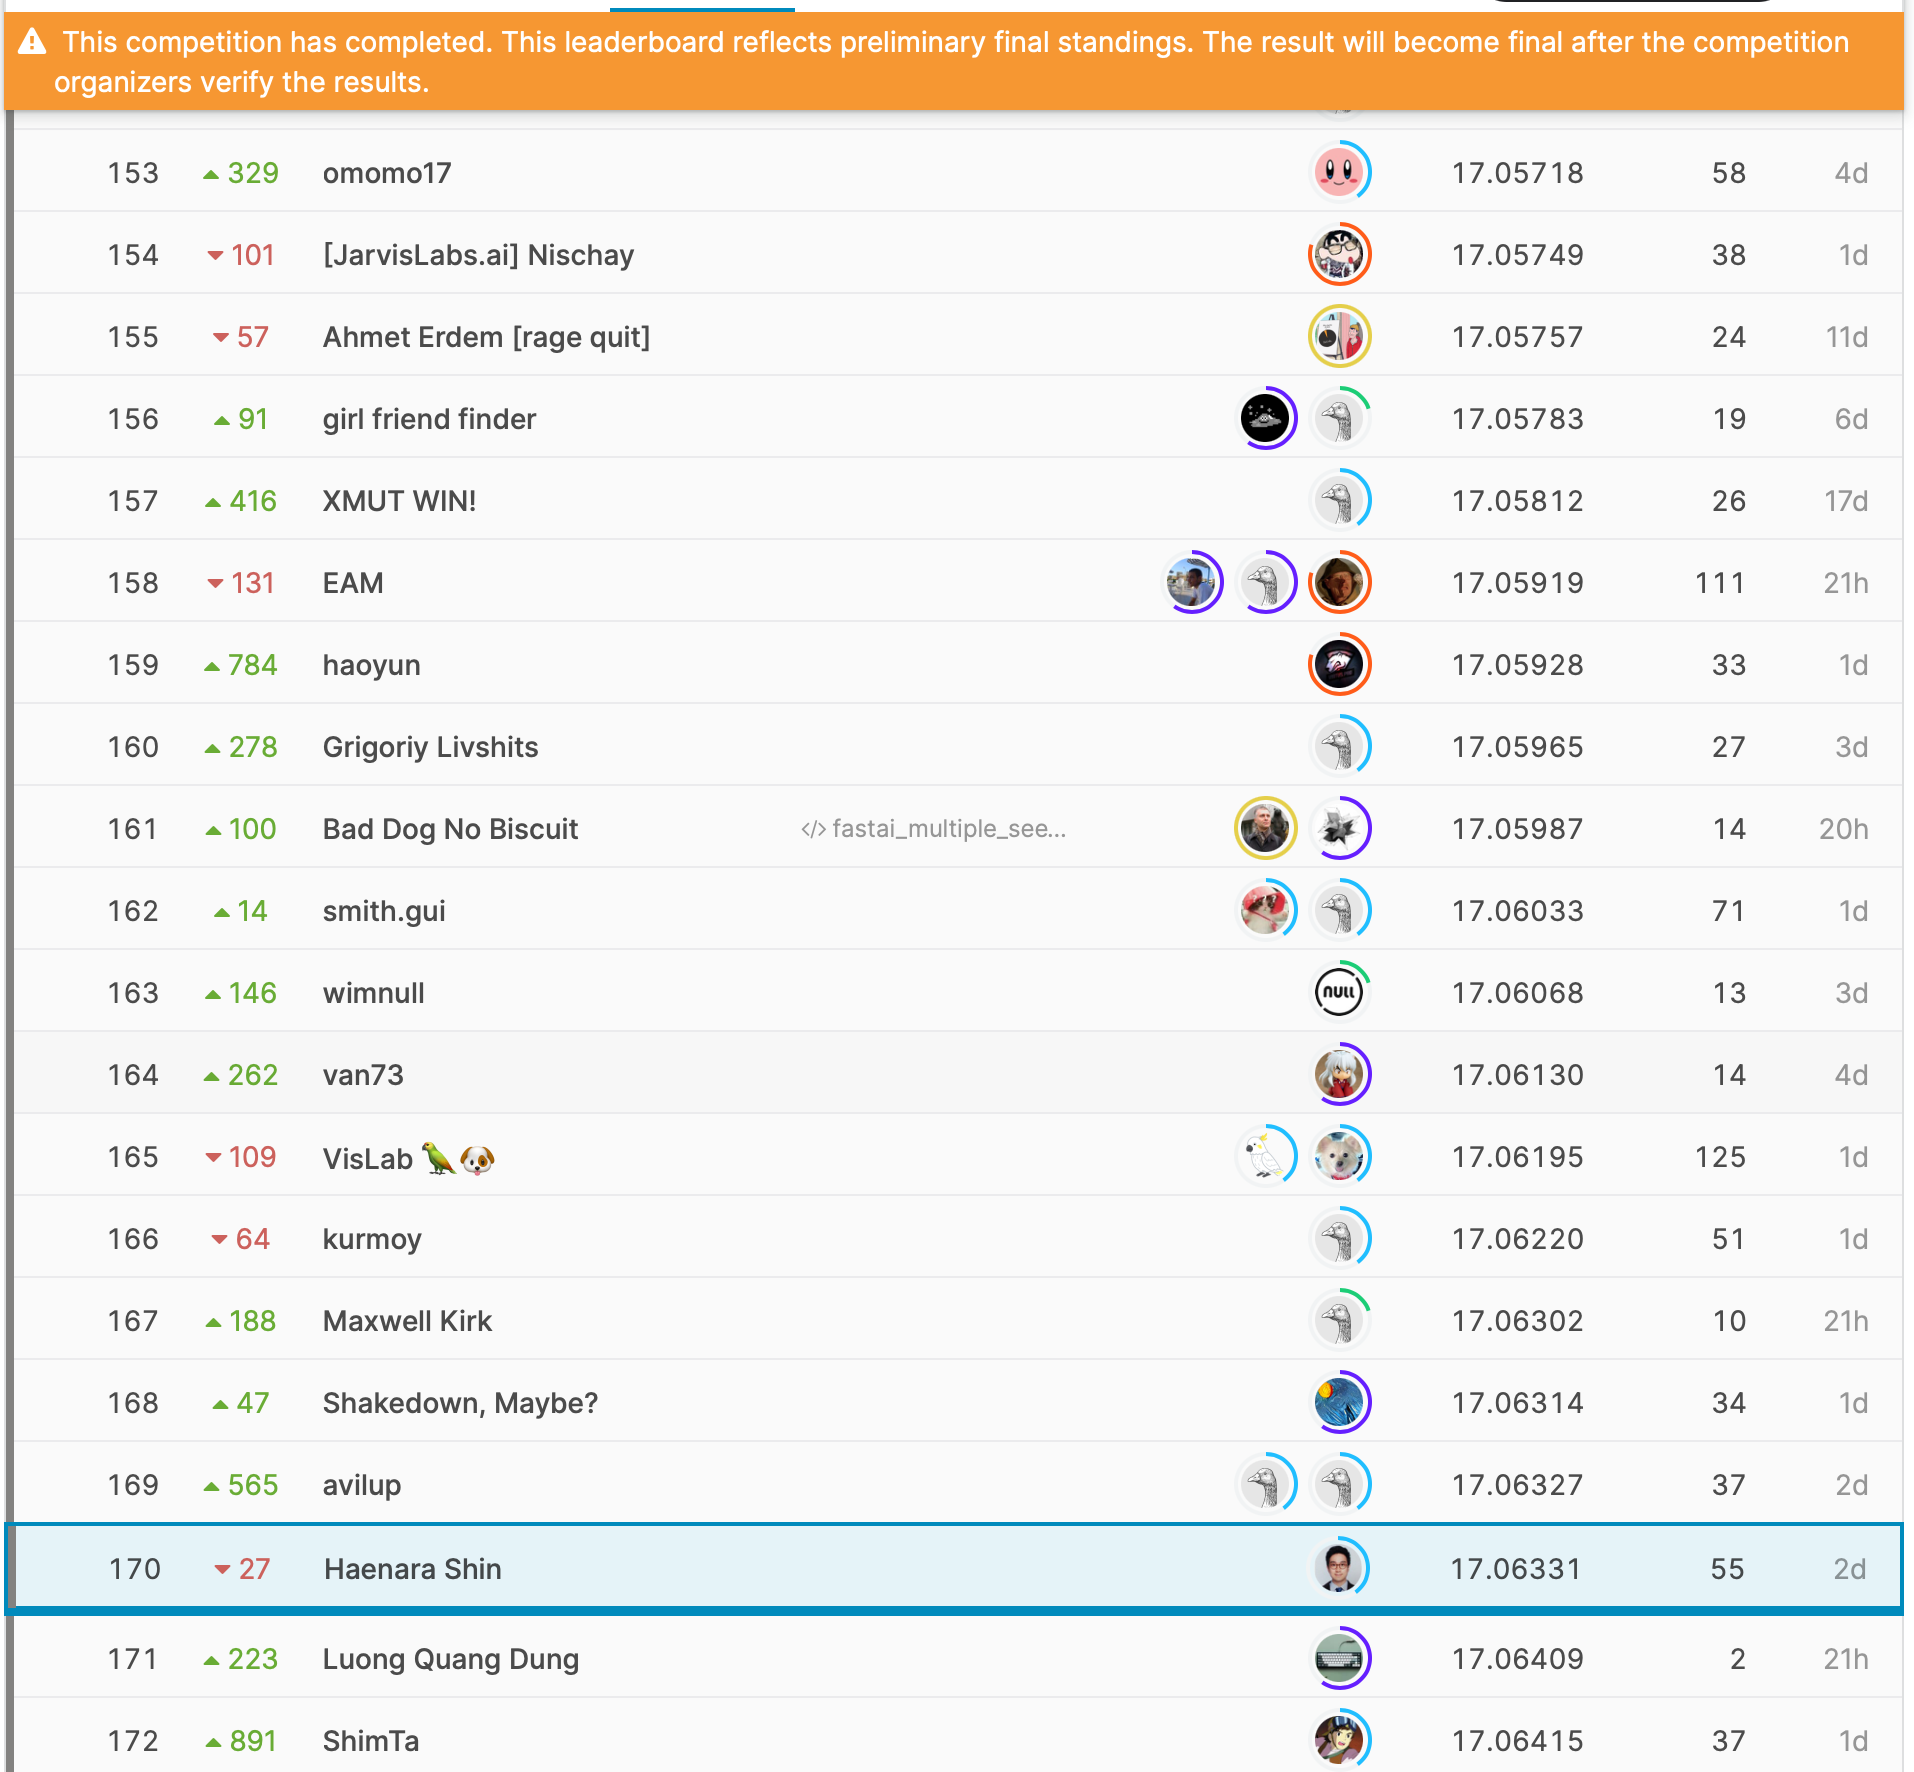 This competition has completed. This leaderboard reflects preliminary final standings. The result will become final after the competition
organizers verify the results.
153 329 omomo17 17.05718 58 4d
154 101 [JarvisLabs.ai] Nischay 17.05749 38 1d
155 57 Ahmet Erdem [rage quit] 17.05757 24 11d
156 91 girl friend finder 17.05783 19 6d
157 416 XMUT WIN! 17.05812 26 17d
158 131 EAM 17.05919 111 21h
159 784 haoyun 17.05928 33 1d
160 278 Grigoriy Livshits 17.05965 27 3d
161 100 Bad Dog No Biscuit </> fastai_multiple_see... 17.05987 14 20h
162 14 smith.gui 17.06033 71 1d
163 146 wimnull NULL 17.06068 13 3d
164 262 van73 17.06130 14 4d
165 109 VisLab 🦜🐶 17.06195 125 1d
166 64 kurmoy 17.06220 51 1d
167 188 Maxwell Kirk 17.06302 10 21h
168 47 Shakedown, Maybe? 17.06314 34 1d
169 565 avilup 17.06327 37 2d
170 27 Haenara Shin 17.06331 55 2d
171 223 Luong Quang Dung 17.06409 2 21h
172 891 ShimTa 17.06415 37 1d